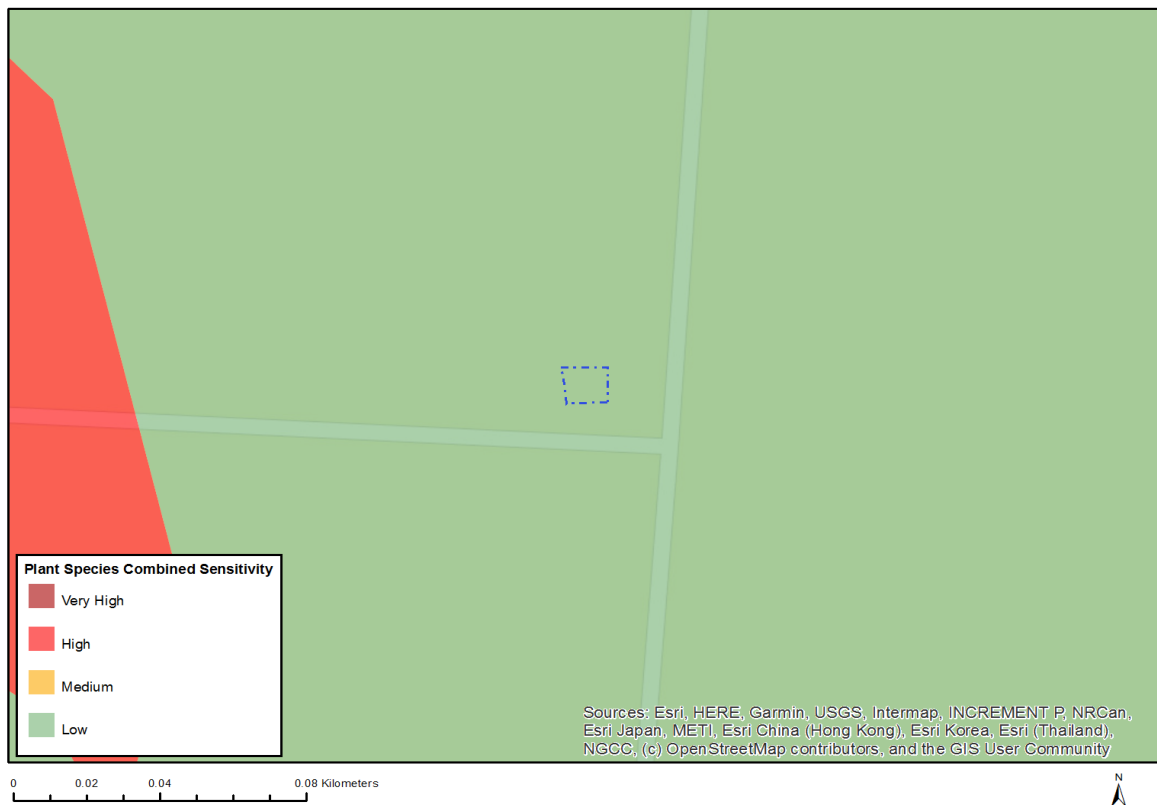 Plant Species Combined Sensitivity
Very High
High
Medium
Low
Sources: Esri, HERE, Garmin, USGS, Intermap, INCREMENT P, NRCan,
Esri Japan, METI, Esri China (Hong Kong), Esri Korea, Esri (Thailand),
NGCC, (c) OpenStreetMap contributors, and the GIS User Community
0 0.02 0.04 0.08 Kilometers
N